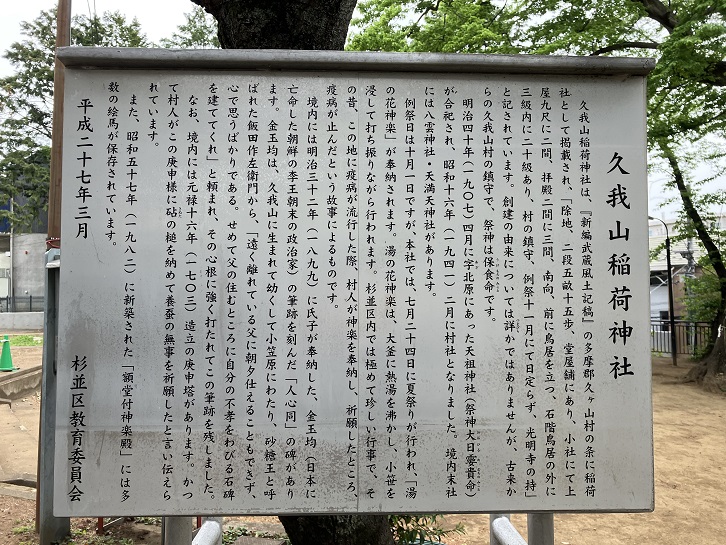 久我山稲荷神社
久我山稲荷神社は、『新編武蔵風土記稿』の多摩郡久ヶ山村の条に稲荷
社として掲載され、「除地、二段五畝十五歩、堂屋舗にあり、小社にて上
屋九尺に二間、拝殿二間に三間、南向、前に鳥居を立つ、石階鳥居の外に
三級内に二十級あり、村の鎮守、例祭十一月にて日定らず、光明寺の持」
と記されています。創建の由来については詳かではありませんが、古来か
らの久我山村の鎮守で、祭神は保食命です。
明治四十年(一九〇七)四月に字北原にあった天祖神社(祭神大日孁貴命)
が合祀され、昭和十六年(一九四一)二月に村社となりました。境内末社
には八雲神社・天満天神社があります。
例祭日は十月一日ですが、本社では、七月二十四日に夏祭りが行われ、「湯
の花神楽」が奉納されます。湯の花神楽は、大釜に熱湯を沸かし、小笹を
浸して打ち振りながら行われます。杉並区内では極めて珍しい行事で、そ
の昔、この地に疫病が流行した際、村人が神楽を奉納し、祈願したところ、
疫病が止んだという故事によるものです。
境内には明治三十二年(一八九九)に氏子が奉納した、金玉均(日本に
亡命した朝鮮の李王朝末の政治家)の筆跡を刻んだ「人心同」の碑があり
ます。金玉均は、久我山に生まれて幼くして小笠原にわたり、砂糖王と呼
ばれた飯田作左衛門から、「遠く離れている父に朝夕仕えることもできず、
心で思うばかりである。せめて父の住むところに自分の不孝をわびる石碑
を建ててくれ」と頼まれ、その心根に強く打たれてこの筆跡を残しました。
なお、境内には元禄十六年(一七〇三)造立の庚申塔があります。かつ
て村人がこの庚申様に砧の槌を納めて養蚕の無事を祈願したと言い伝えら
れています。
また、昭和五十七年(一九八二)に新築された「額堂付神楽殿」には多
数の絵馬が保存されています。
平成二十七年三月
杉並区教育委員会